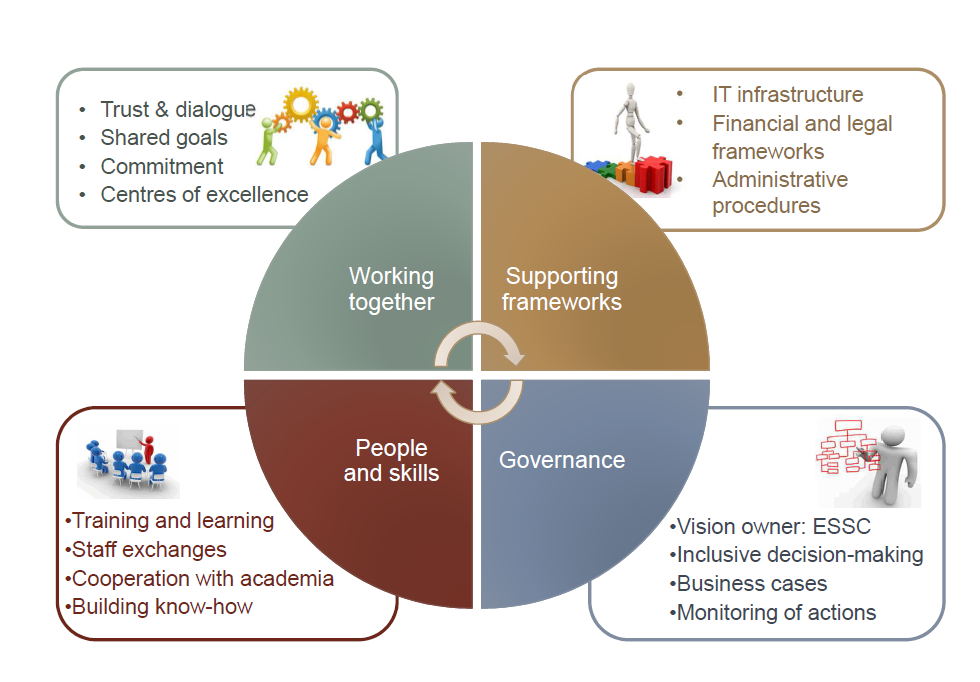 • Trust & dialogue
• Shared goals
• Commitment
• Centres of excellence
• IT infrastructure
• Financial and legal
frameworks
• Administrative
procedures
Working
together
Supporting
frameworks
People
and skills
Governance
•Training and learning
•Staff exchanges
•Cooperation with academia
•Building know-how
•Vision owner: ESSC
•Inclusive decision-making
•Business cases
•Monitoring of actions